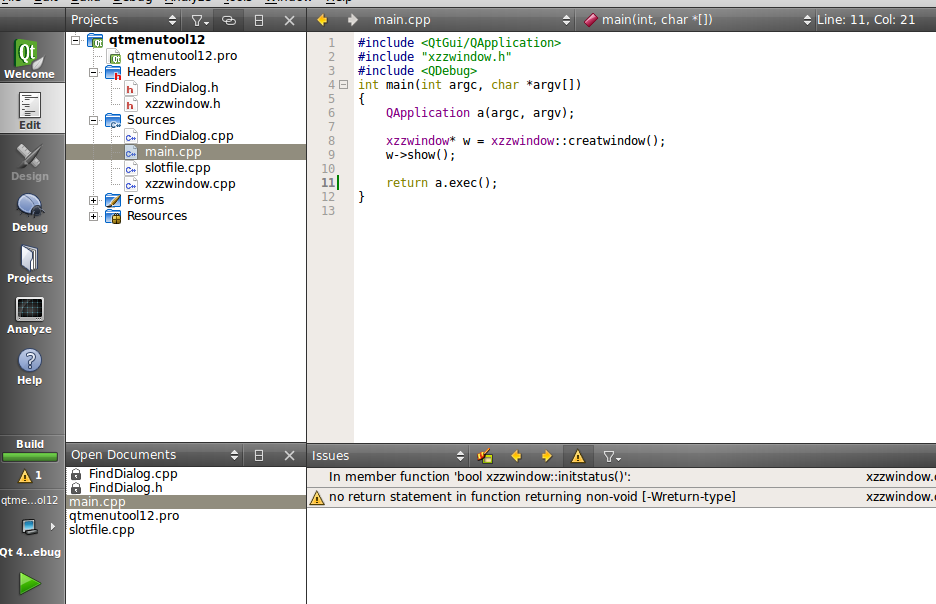 Projects
main.cpp
main(int, char *[])
Line: 11, Col: 21
Welcome
Edit
Design
Debug
Projects
Analyze
Help
Build
1
qtme...ol12
Qt 4...ebug
qtmenutool12
qtmenutool12.pro
Headers
FindDialog.h
xzzwindow.h
Sources
FindDialog.cpp
main.cpp
slotfile.cpp
xzzwindow.cpp
Forms
Resources
1 #include <QtGui/QApplication>
2 #include "xzzwindow.h"
3 #include <QDebug>
4 int main(int argc, char *argv[])
5 {
6 QApplication a(argc, argv);
7
8 xzzwindow* w = xzzwindow::creatwindow();
9 w->show();
10
11 return a.exec();
12 }
13
Open Documents
FindDialog.cpp
FindDialog.h
main.cpp
qtmenutool12.pro
slotfile.cpp
Issues
In member function 'bool xzzwindow::initstatus()': xzzwindow.
no return statement in function returning non-void [-Wreturn-type] xzzwindow.